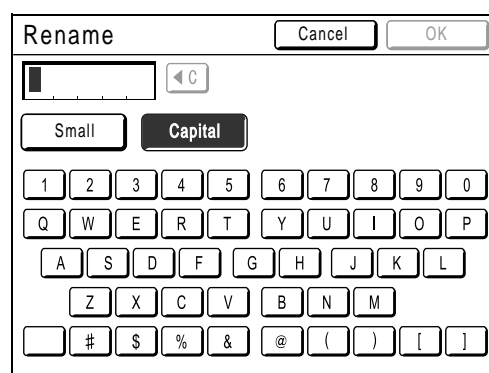 Rename Cancel OK
C
Small Capital
1 2 3 4 5 6 7 8 9 0
Q W E R T Y U I O P
A S D F G H J K L
Z X C V B N M
# $ % & @ ( ) [ ]